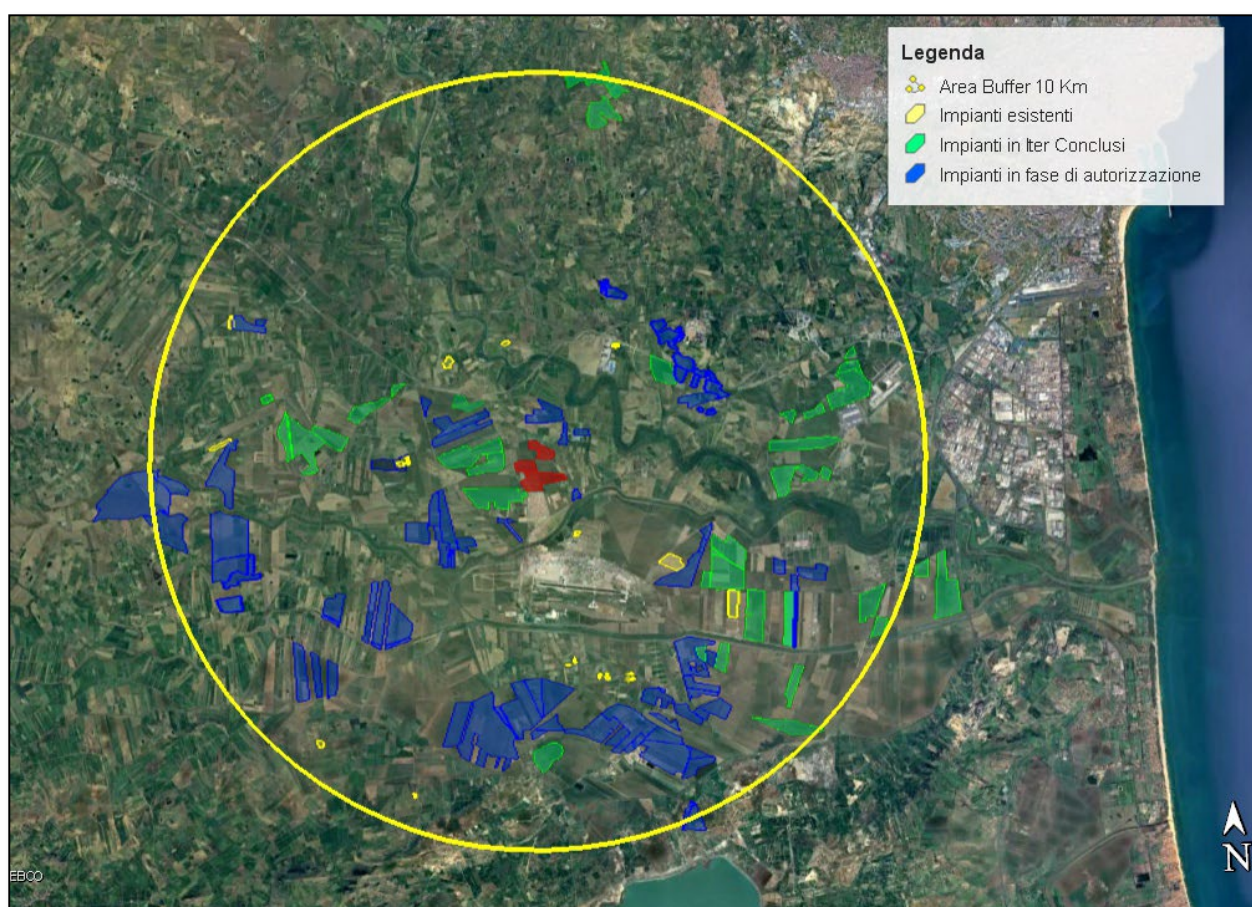 Legenda
Area Buffer 10 Km
Impianti esistenti
Impianti in Iter Conclusi
Impianti in fase di autorizzazione
N
EBCO